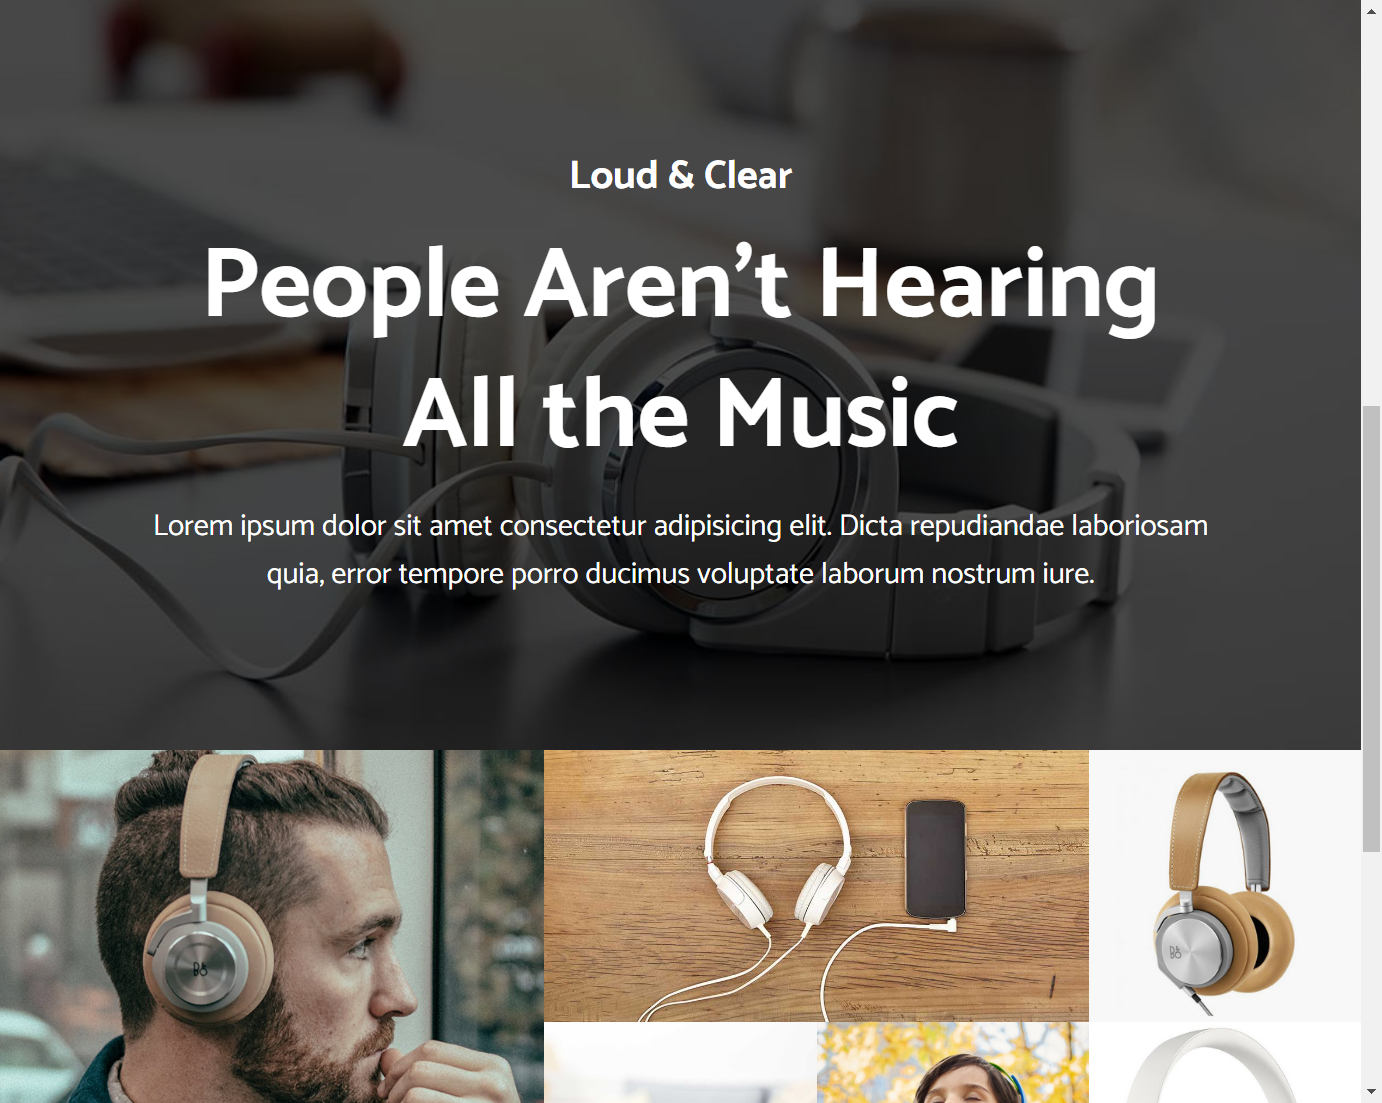 Loud & Clear
People Aren’t Hearing
All the Music
Lorem ipsum dolor sit amet consectetur adipisicing elit. Dicta repudiandae laboriosam
quia, error tempore porro ducimus voluptate laborum nostrum iure.
B&O
B&O